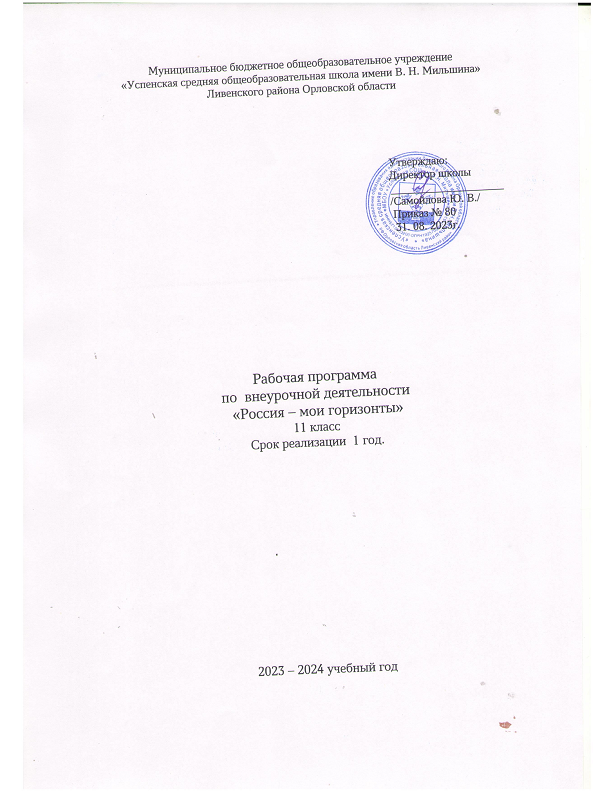 Муниципальное бюджетное общеобразовательное учреждение
«Успенская средняя общеобразовательная школа имени В. Н. Мильшина»
Ливенского района Орловской области
Утверждаю:
Директор школы
/Самойлова Ю. В./
Приказ № 80
31. 08. 2023г.
Рабочая программа
по внеурочной деятельности
«Россия – мои горизонты»
11 класс
Срок реализации 1 год.
2023 – 2024 учебный год